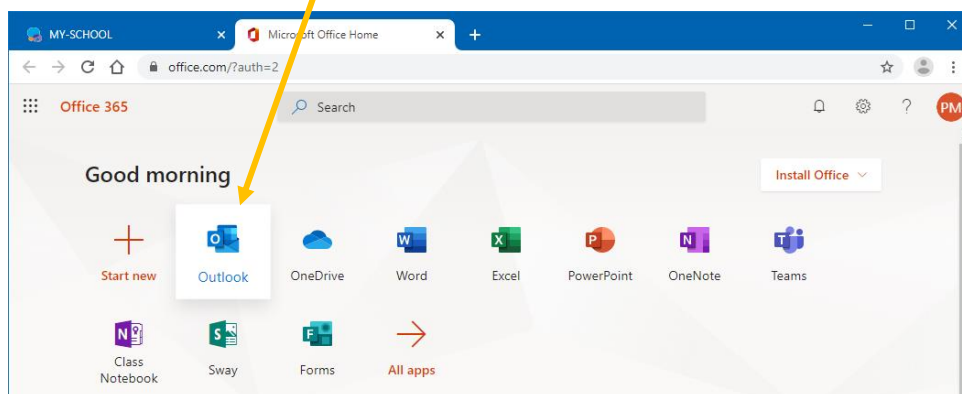 MY-SCHOOL
Microsoft Office Home
office.com/?auth=2
Office 365
Search
?
PM
Good morning
Install Office
Start new
Outlook
OneDrive
Word
Excel
PowerPoint
OneNote
Teams
Class
Notebook
Sway
Forms
All apps